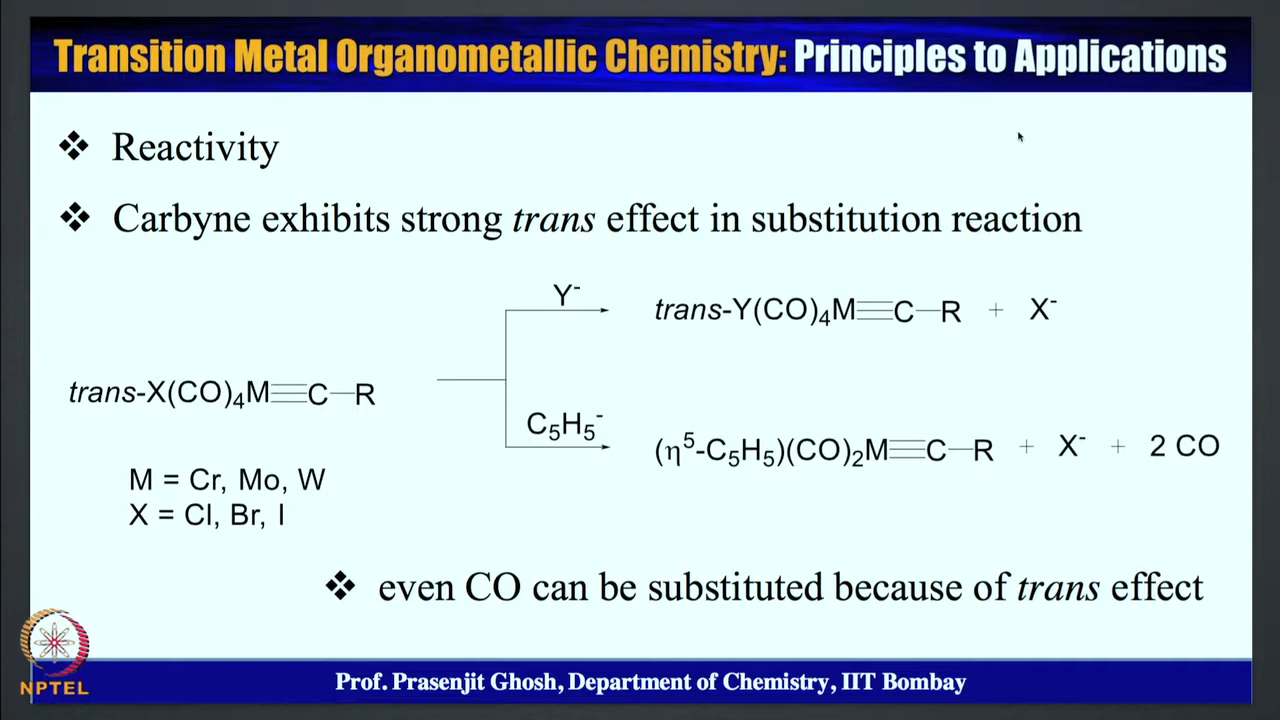 Transition Metal Organometallic Chemistry: Principles to Applications
❖ Reactivity
❖ Carbyne exhibits strong trans effect in substitution reaction
Y⁻
trans-Y(CO)₄M≡C—R + X⁻
trans-X(CO)₄M≡C—R
C₅H₅⁻
(η⁵-C₅H₅)(CO)₂M≡C—R + X⁻ + 2 CO
M = Cr, Mo, W
X = Cl, Br, I
❖ even CO can be substituted because of trans effect
NPTEL
Prof. Prasenjit Ghosh, Department of Chemistry, IIT Bombay